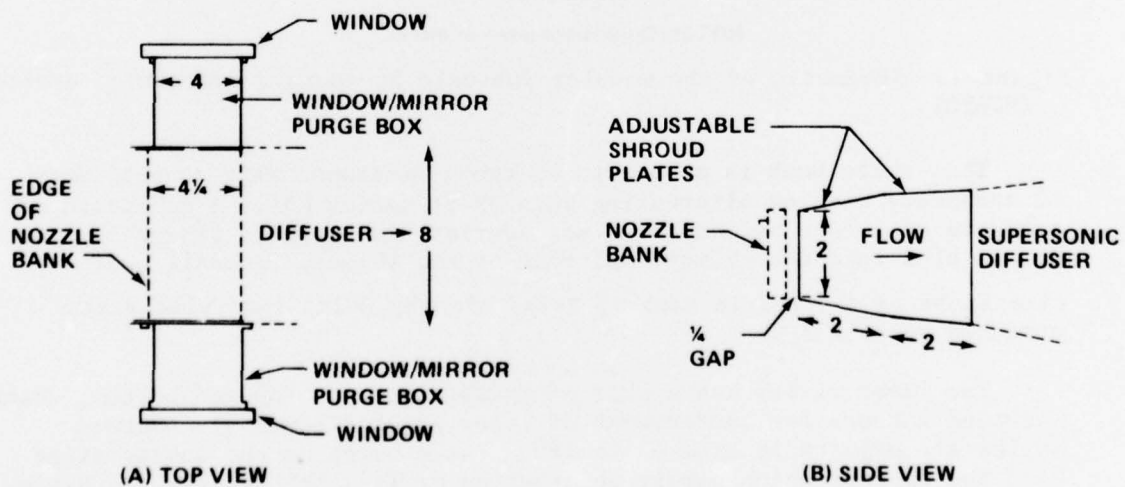 WINDOW
4
WINDOW/MIRROR
PURGE BOX
EDGE
OF
NOZZLE
BANK
4¼
DIFFUSER
8
WINDOW/MIRROR
PURGE BOX
WINDOW
(A) TOP VIEW
ADJUSTABLE
SHROUD
PLATES
NOZZLE
BANK
2
FLOW
SUPERSONIC
DIFFUSER
¼
GAP
2
2
(B) SIDE VIEW